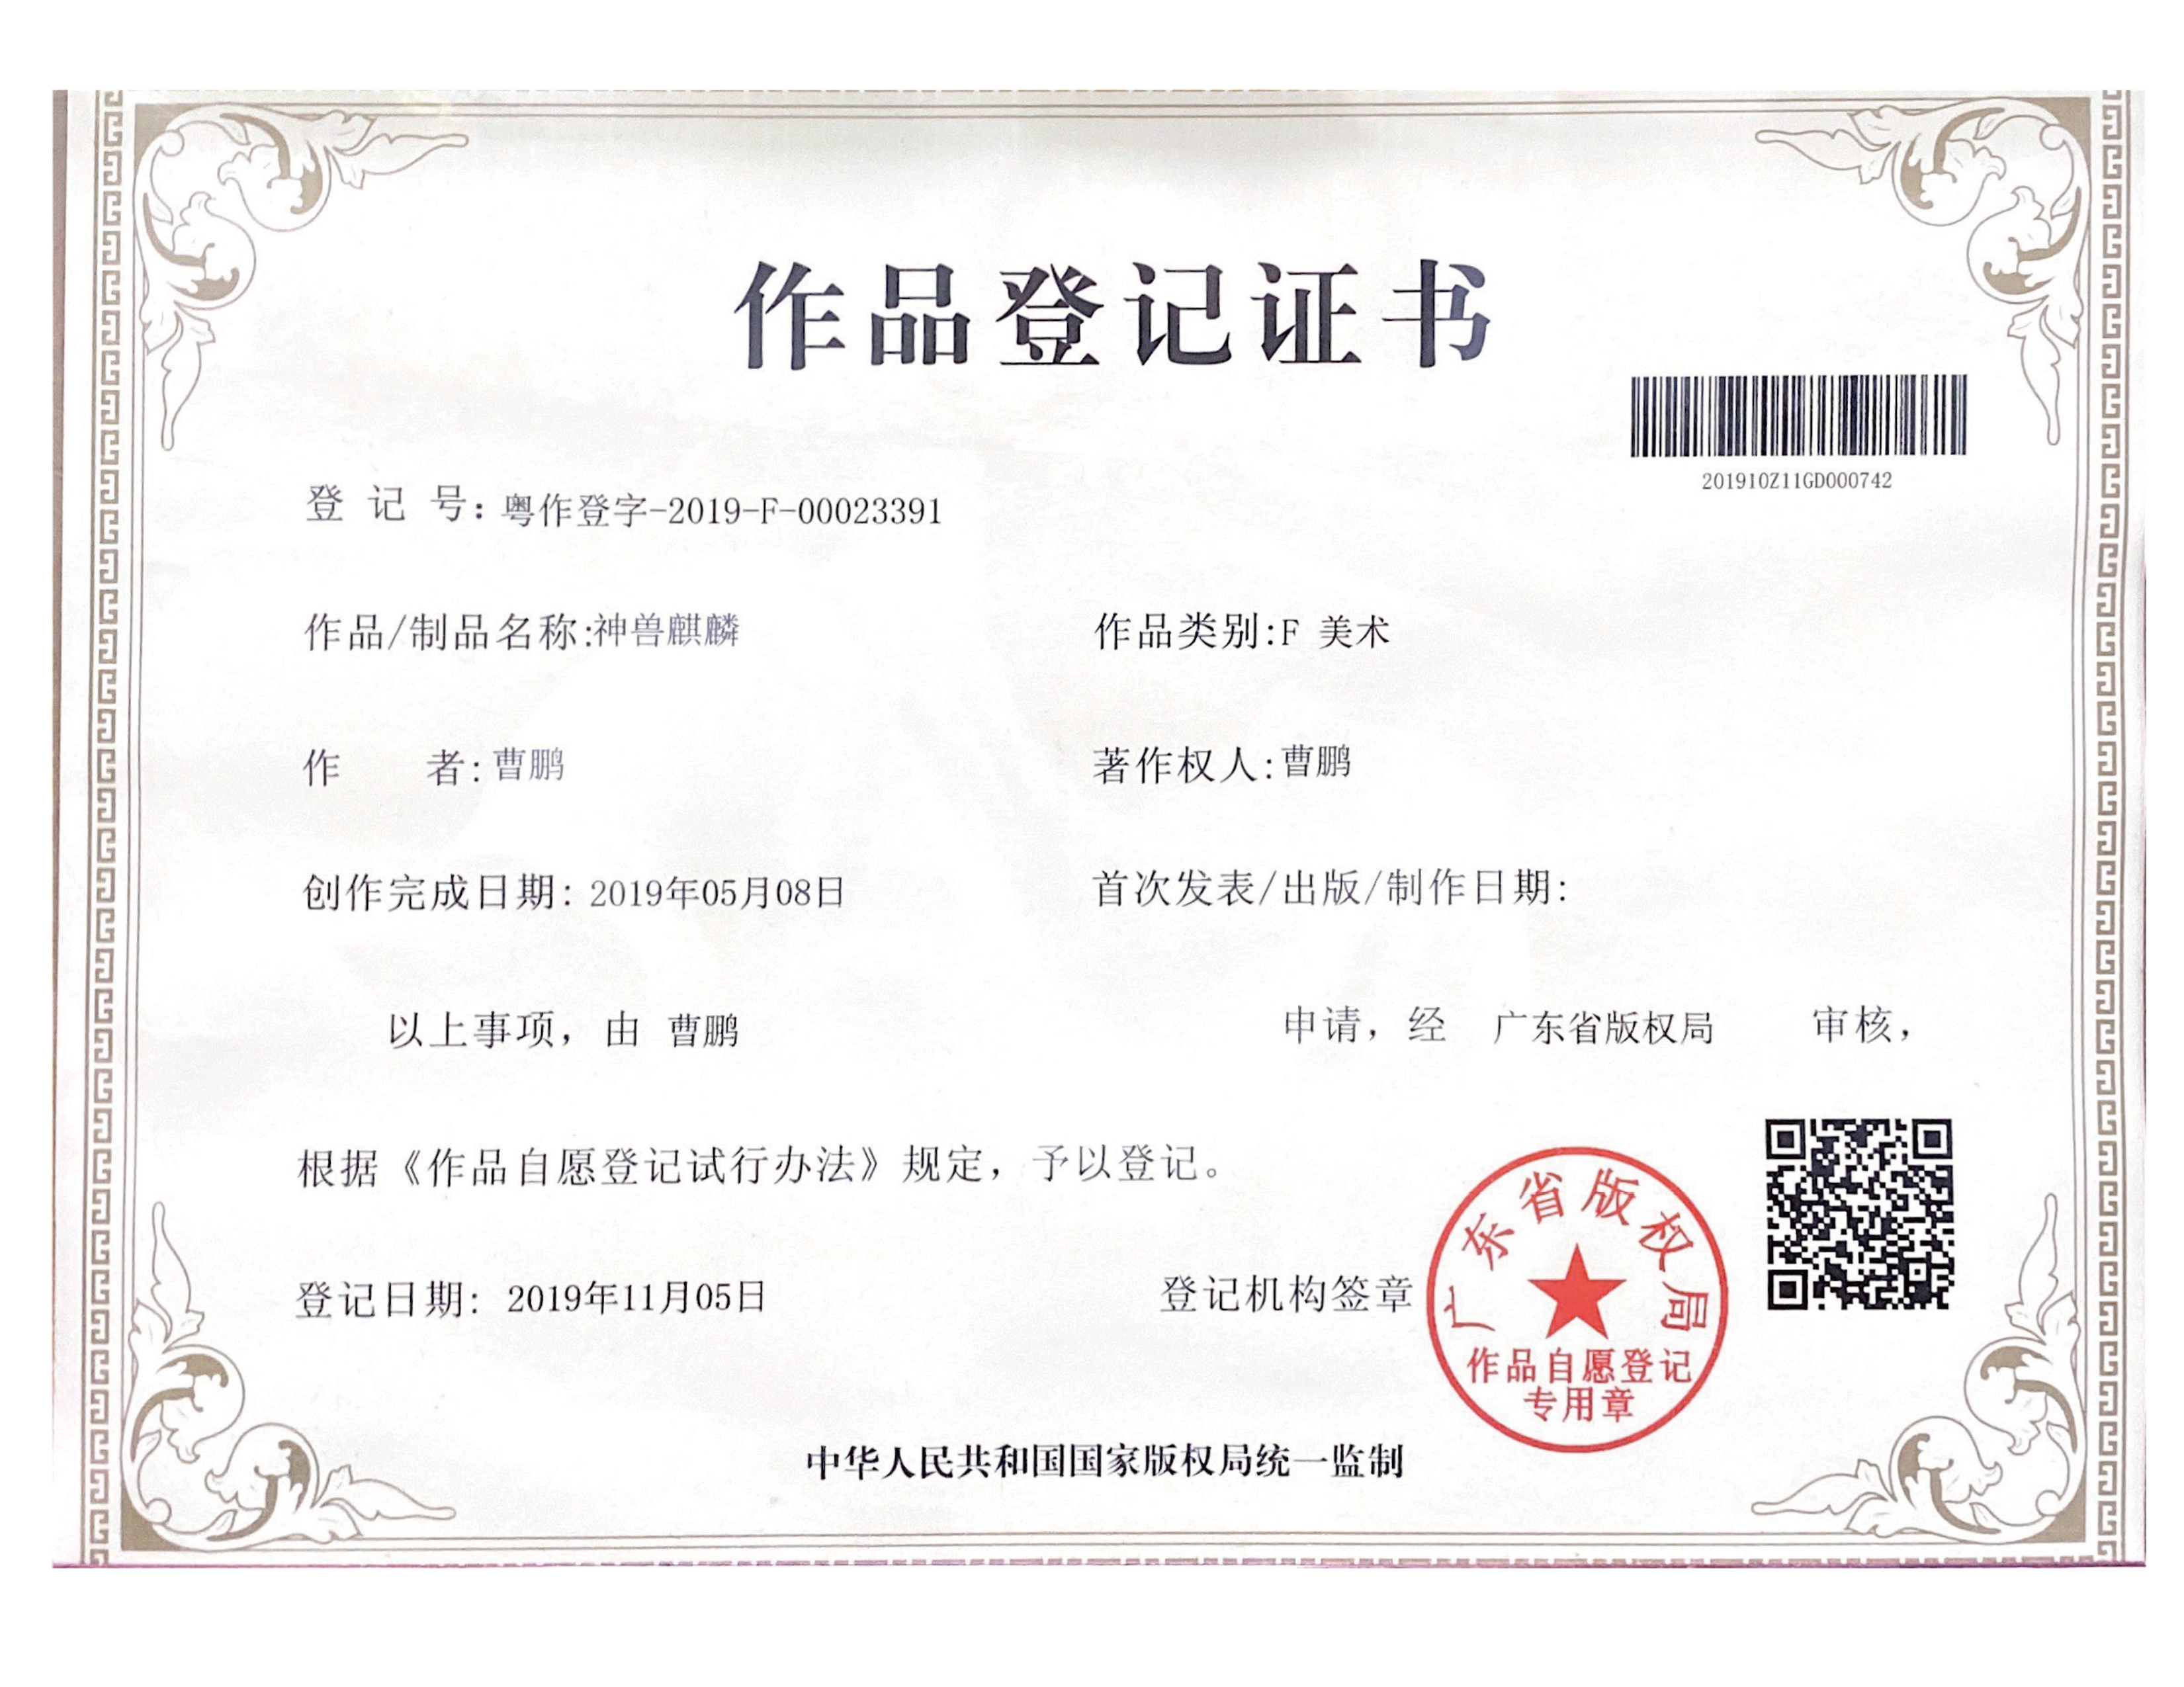 作品登记证书
201910Z11GD000742
登 记 号：粤作登字-2019-F-00023391
作品/制品名称:神兽麒麟 作品类别:F 美术
作 者:曹鹏 著作权人:曹鹏
创作完成日期: 2019年05月08日 首次发表/出版/制作日期:
以上事项，由 曹鹏 申请，经 广东省版权局 审核，
根据《作品自愿登记试行办法》规定，予以登记。
登记日期: 2019年11月05日 登记机构签章
广东省版权局
作品自愿登记
专用章
中华人民共和国国家版权局统一监制